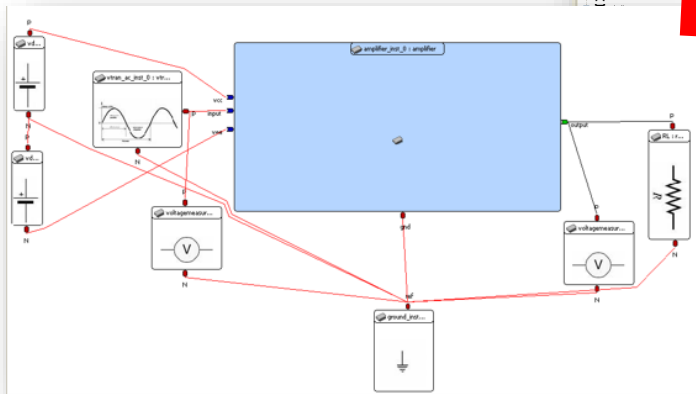 P
vd...
N
P
vd...
N
vtran_ac_inst_0 : vtr...
P
N
amplifier_inst_0 : amplifier
vcc
input
vee
gnd
output
P
voltagemeasur...
V
N
P
voltagemeasur...
V
N
P
RL : r...
N
ref
ground_inst...